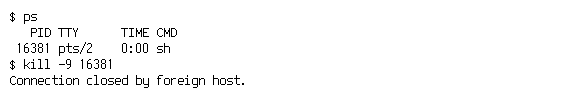 $ ps
   PID TTY      TIME CMD
 16381 pts/2    0:00 sh
$ kill -9 16381
Connection closed by foreign host.